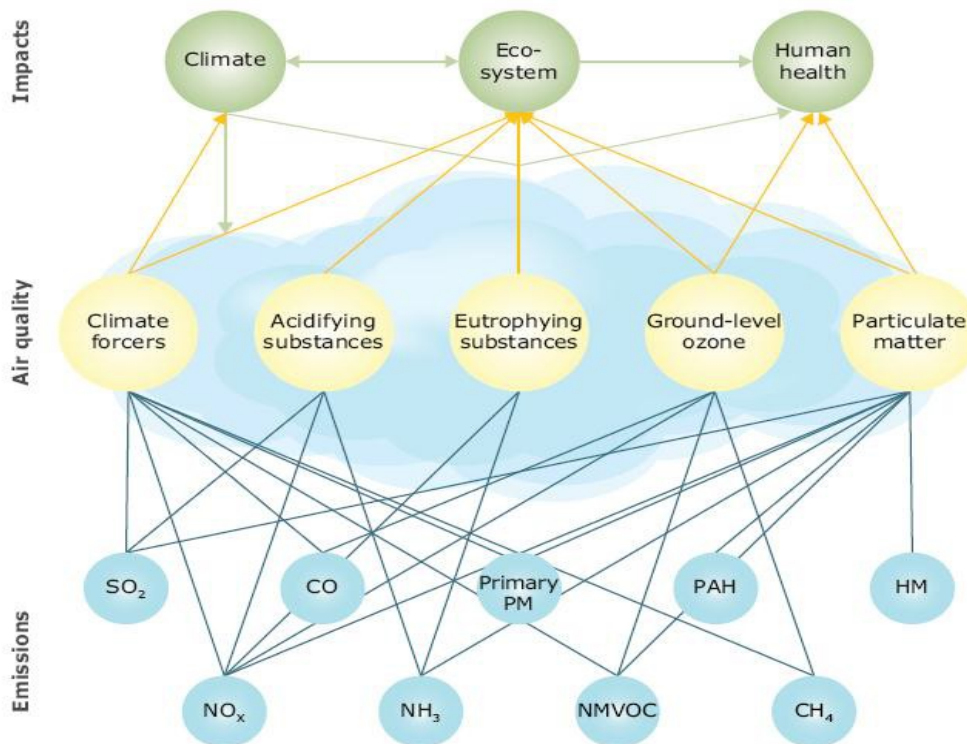 Impacts
Climate
Eco-
system
Human
health
Air quality
Climate
forcers
Acidifying
substances
Eutrophying
substances
Ground-level
ozone
Particulate
matter
Emissions
SO₂
CO
Primary
PM
PAH
HM
NOₓ
NH₃
NMVOC
CH₄